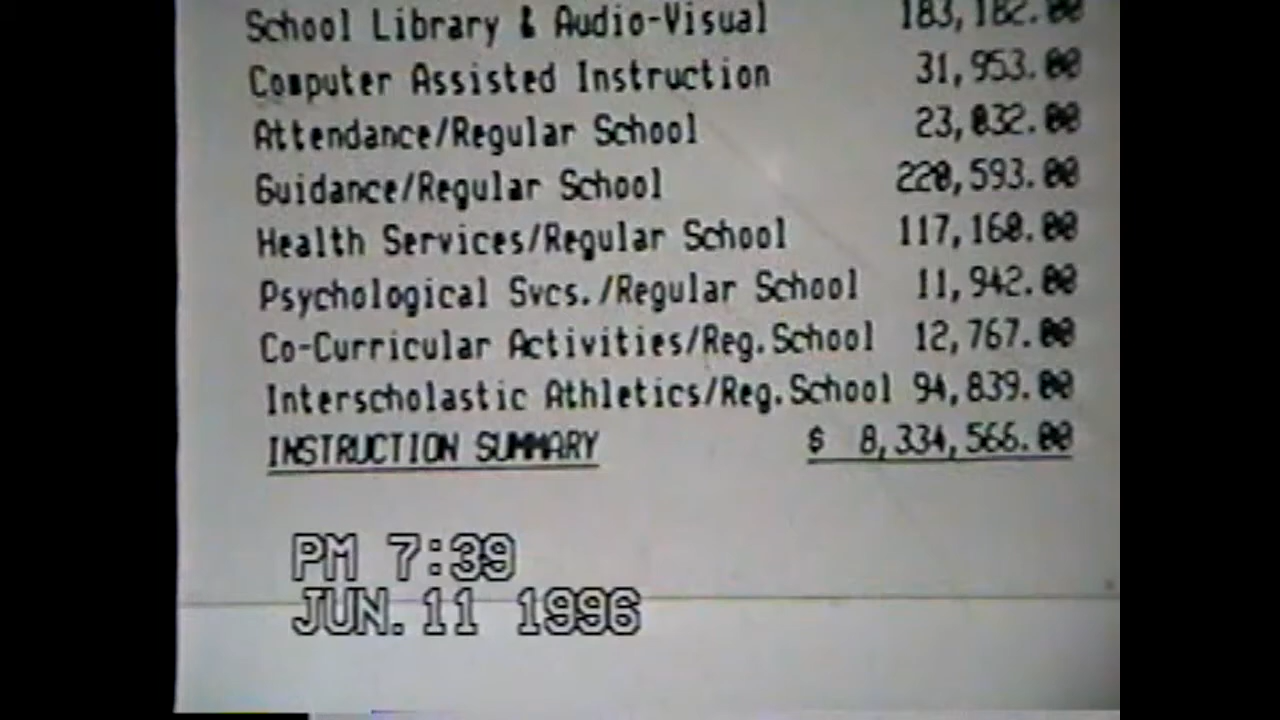 School Library & Audio-Visual 183,182.00
Computer Assisted Instruction 31,953.00
Attendance/Regular School 23,032.00
Guidance/Regular School 220,593.00
Health Services/Regular School 117,160.00
Psychological Svcs./Regular School 11,942.00
Co-Curricular Activities/Reg.School 12,767.00
Interscholastic Athletics/Reg.School 94,839.00
INSTRUCTION SUMMARY $ 8,334,566.00
PM 7:39
JUN.11 1996